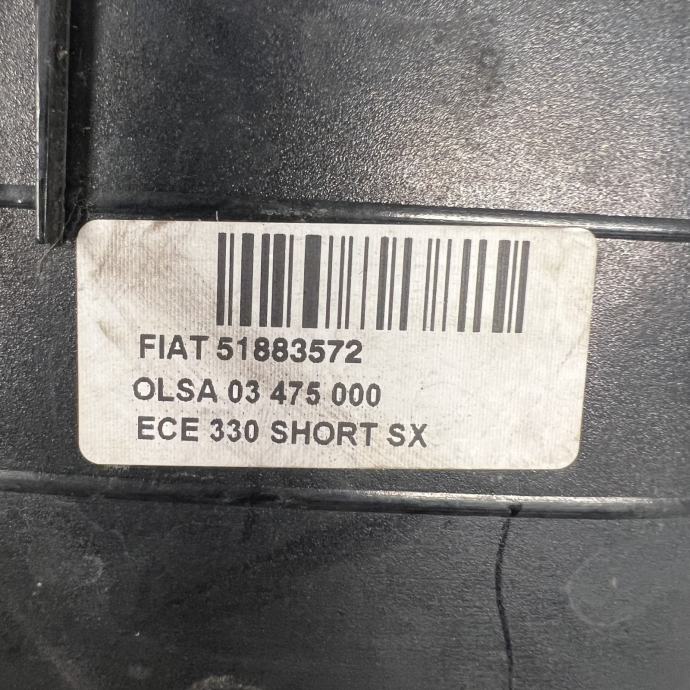 FIAT 51883572
OLSA 03 475 000
ECE 330 SHORT SX